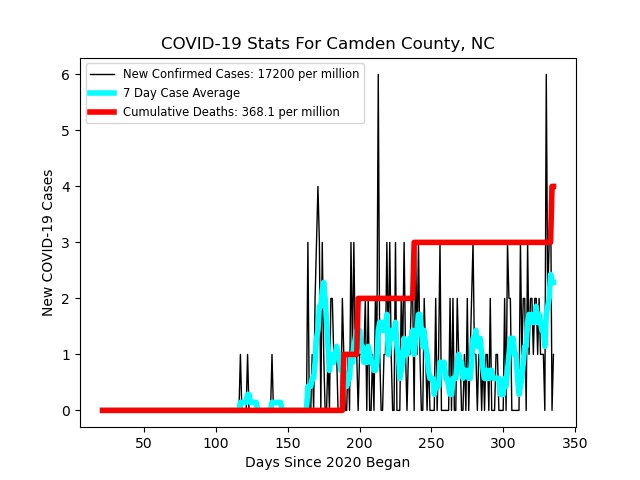 COVID-19 Stats For Camden County, NC
New Confirmed Cases: 17200 per million
7 Day Case Average
Cumulative Deaths: 368.1 per million
New COVID-19 Cases
6
5
4
3
2
1
0
50 100 150 200 250 300 350
Days Since 2020 Began